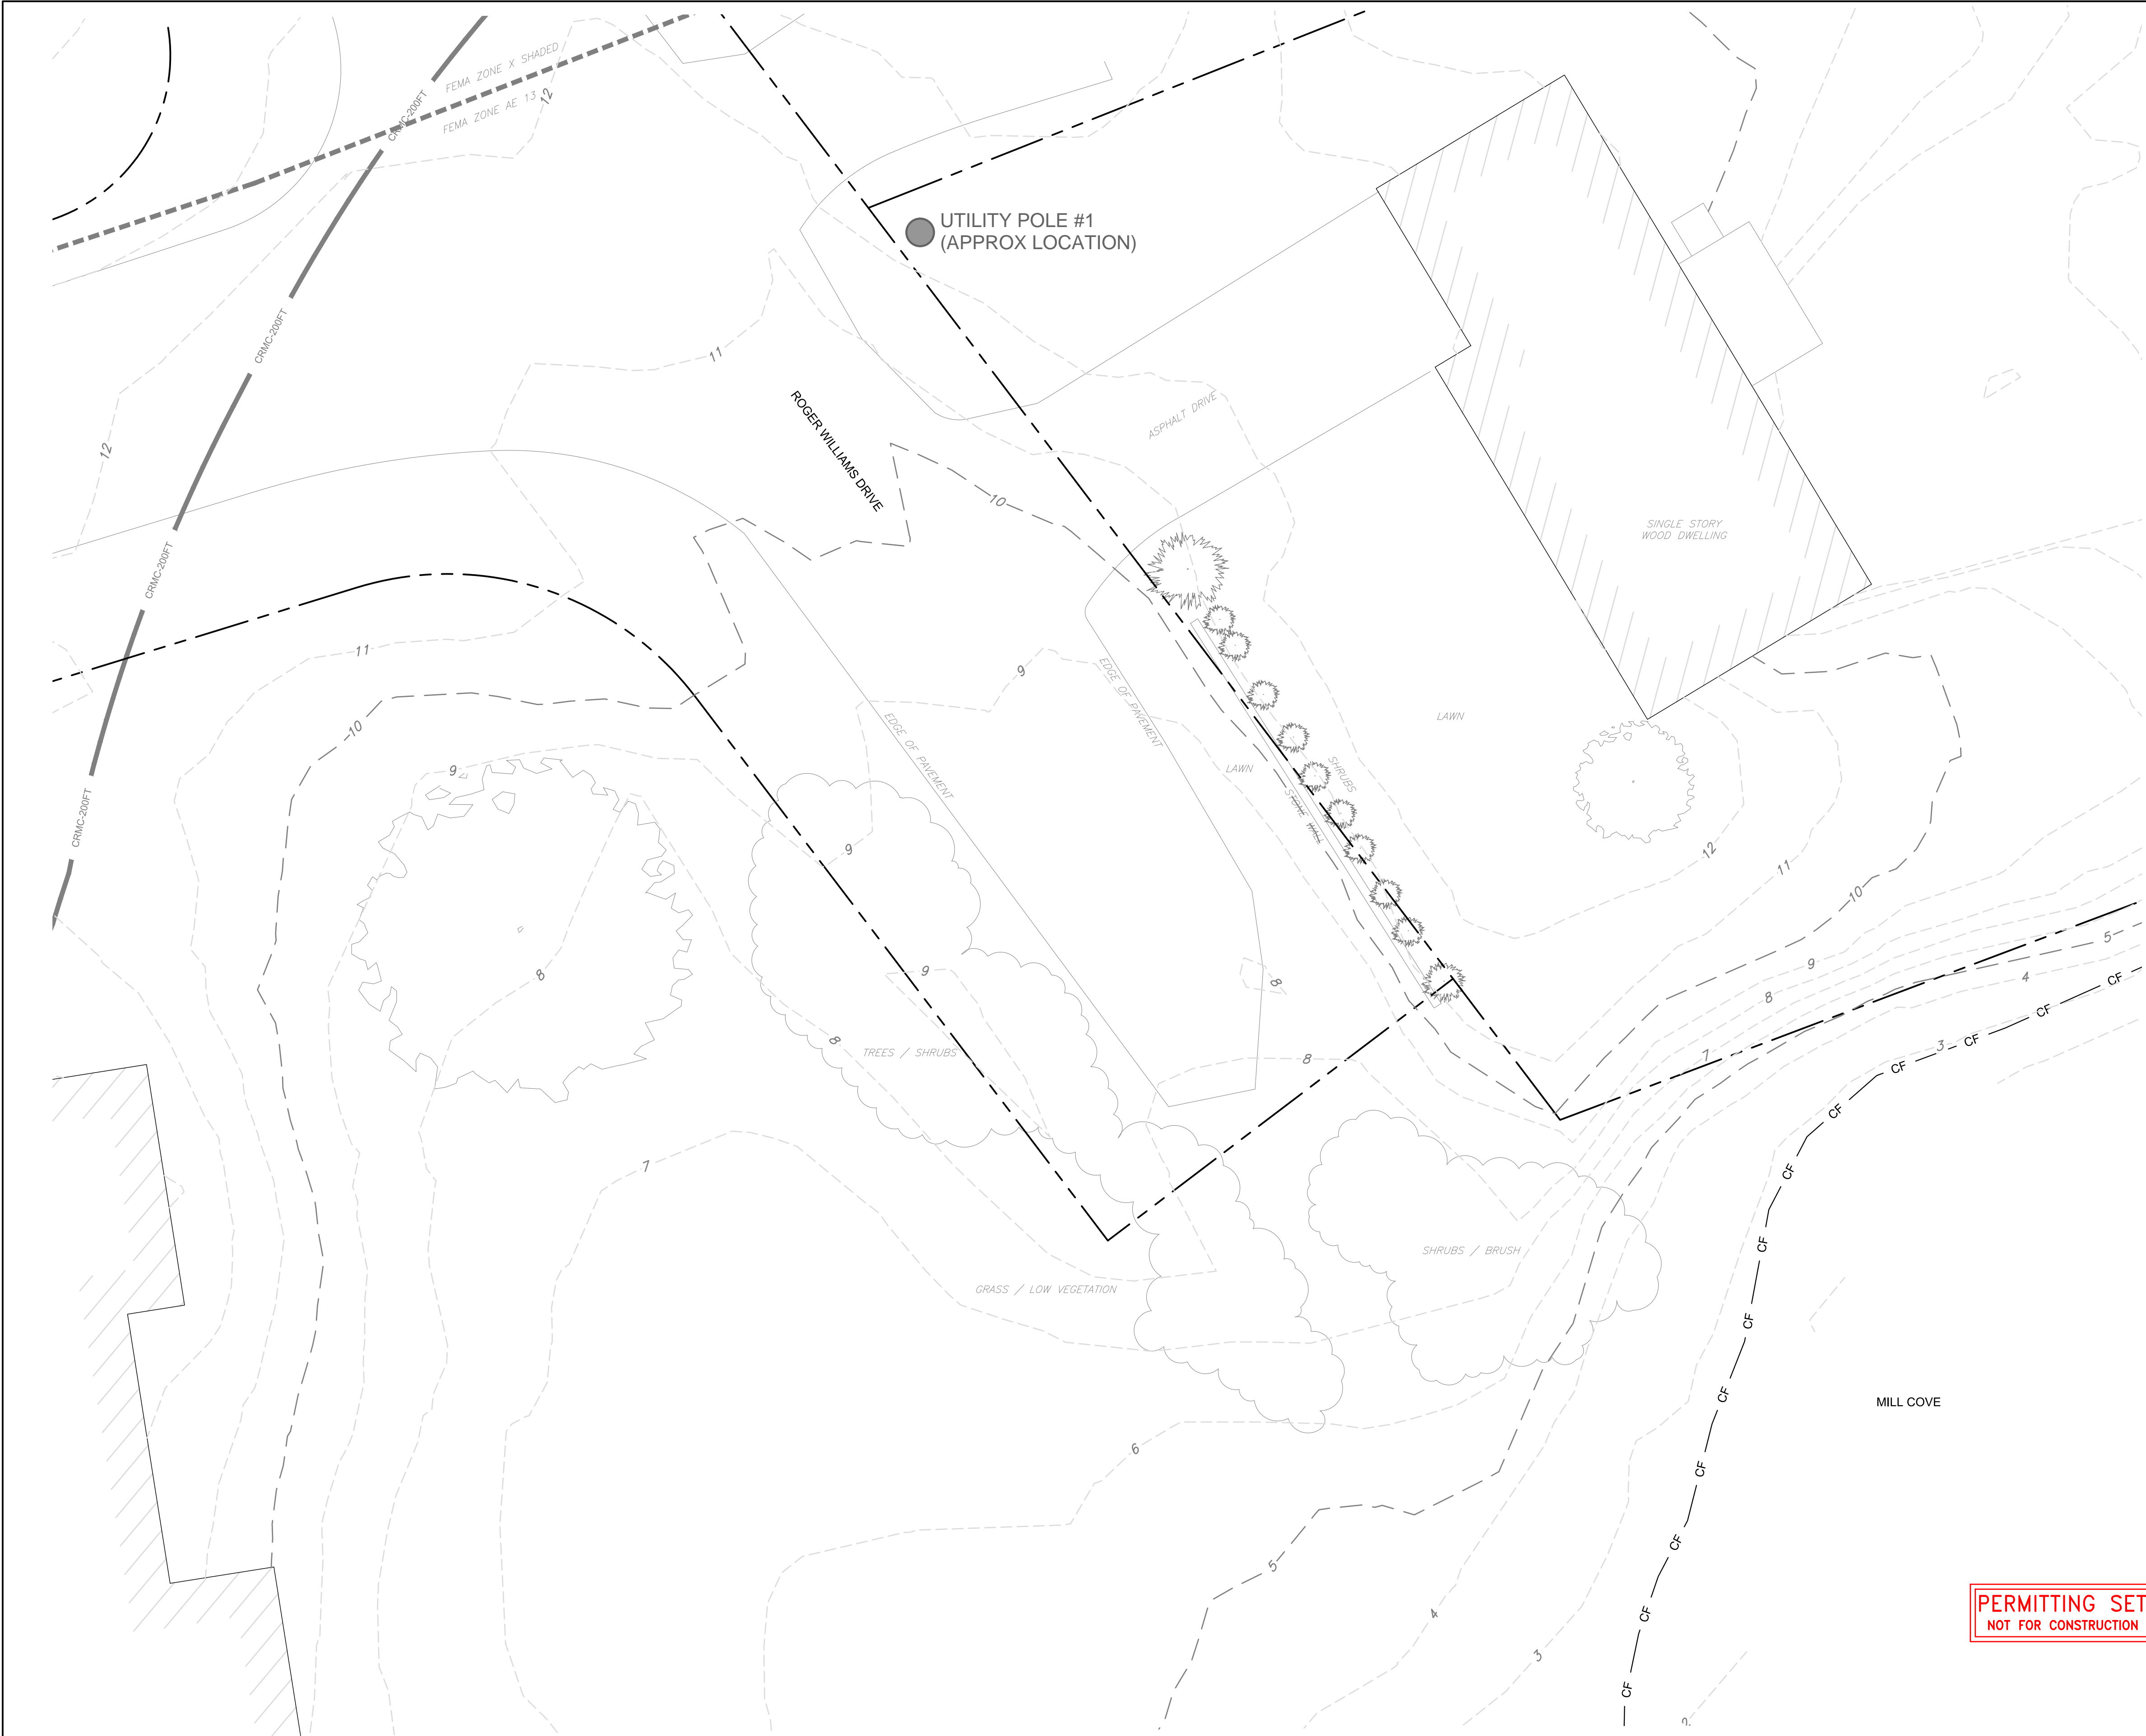 FEMA ZONE X SHADED
FEMA ZONE AE 13
12
CRMC-200FT
UTILITY POLE #1
(APPROX LOCATION)
CRMC-200FT
11
ROGER WILLIAMS DRIVE
ASPHALT DRIVE
12
10
SINGLE STORY
WOOD DWELLING
CRMC-200FT
11
9
EDGE OF PAVEMENT
LAWN
10
EDGE OF PAVEMENT
LAWN
SHRUBS
9
STONE WALL
CRMC-200FT
9
12
11
10
5
9
8
9
8
4
CF
8
CF
8
TREES / SHRUBS
8
7
3
CF
CF
CF
7
CF
CF
SHRUBS / BRUSH
GRASS / LOW VEGETATION
CF
CF
MILL COVE
6
CF
CF
5
4
CF
PERMITTING SET
NOT FOR CONSTRUCTION
3
CF
2